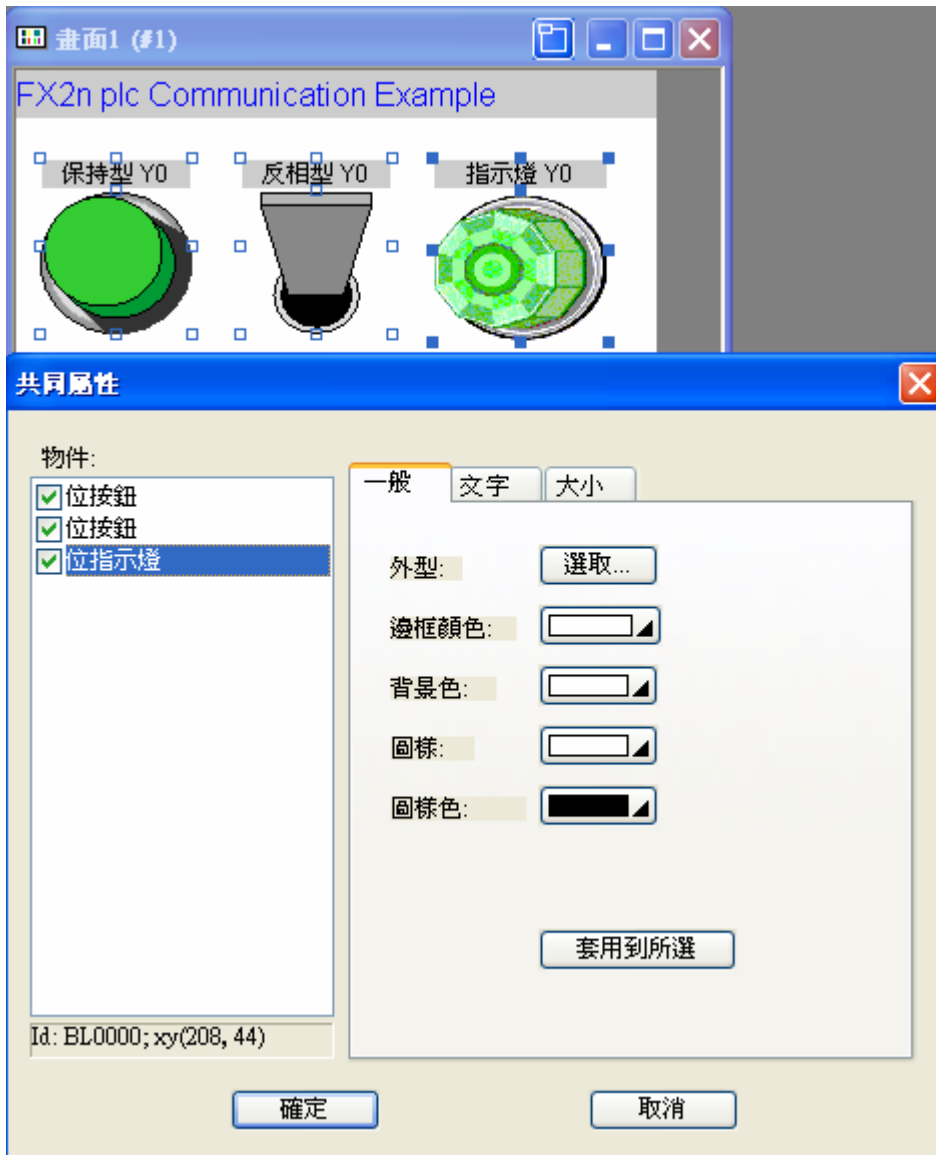 畫面1 (#1)
FX2n plc Communication Example
保持型 Y0
反相型 Y0
指示燈 Y0
共同屬性
物件:
位按鈕
位按鈕
位指示燈
Id: BL0000; xy(208, 44)
一般
文字
大小
外型:
選取...
邊框顏色:
背景色:
圖樣:
圖樣色:
套用到所選
確定
取消